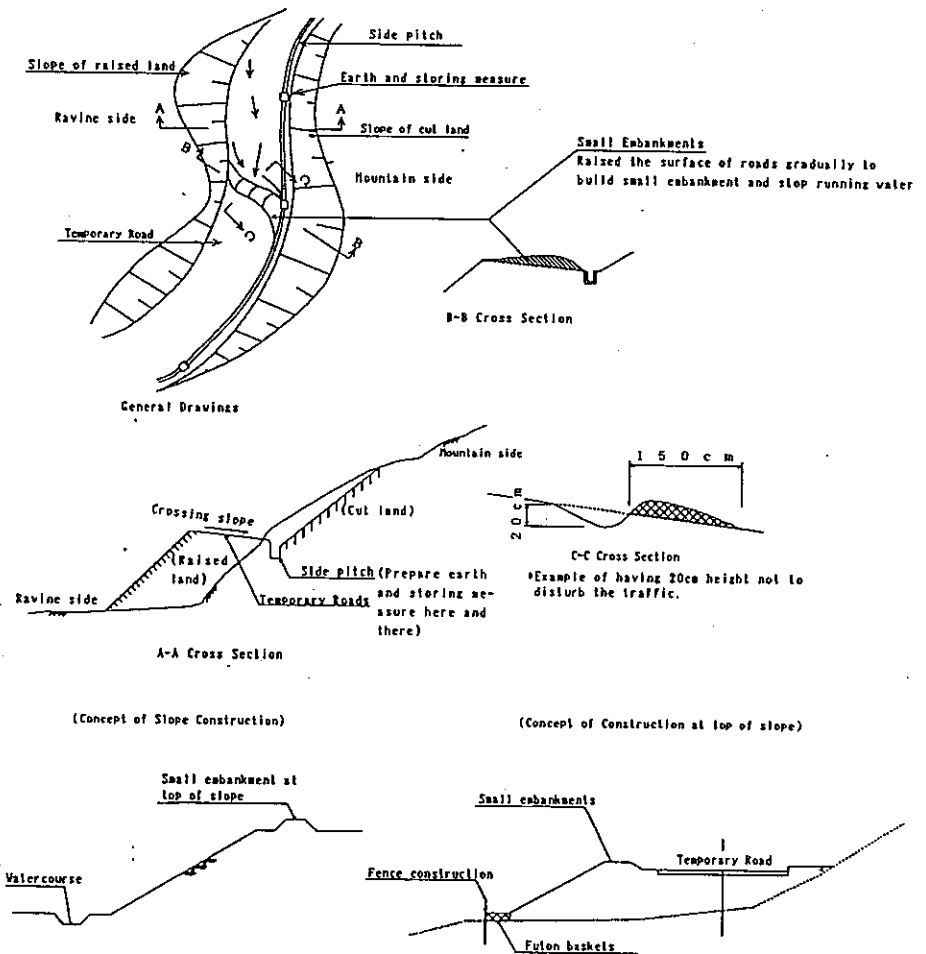 Side pitch
Slope of raised land
Earth and storing measure
A
A
Ravine side
Slope of cut land
B
Small Embankments
Raised the surface of roads gradually to
build small embankment and stop running water
Mountain side
C
C
Temporary Road
B
B-B Cross Section
General Drawings
Mountain side
150cm
Crossing slope
(Cut land)
20cm
(Raised
land)
C-C Cross Section
Side pitch (Prepare earth
and storing mea-
sure here and
there)
*Example of having 20cm height not to
disturb the traffic.
Ravine side
Temporary Roads
A-A Cross Section
(Concept of Slope Construction)
(Concept of Construction at top of slope)
Small embankment at
top of slope
Small embankments
Temporary Road
Watercourse
Fence construction
Futon baskets